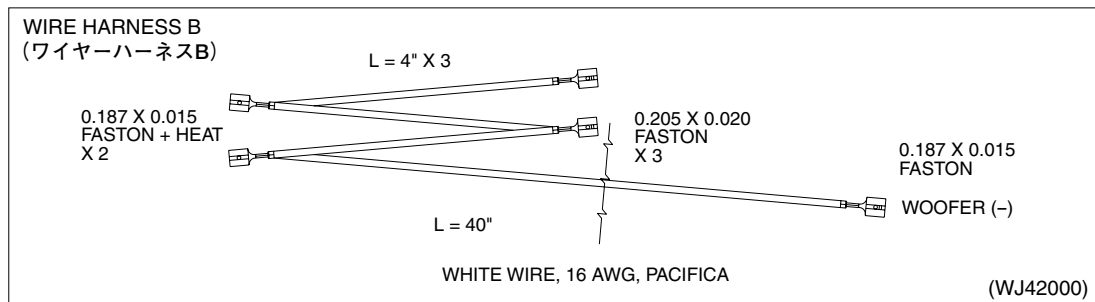 WIRE HARNESS B
(ワイヤーハーネスB)
L = 4" X 3
0.187 X 0.015
FASTON + HEAT
X 2
0.205 X 0.020
FASTON
X 3
0.187 X 0.015
FASTON
WOOFER (–)
L = 40"
WHITE WIRE, 16 AWG, PACIFICA
(WJ42000)